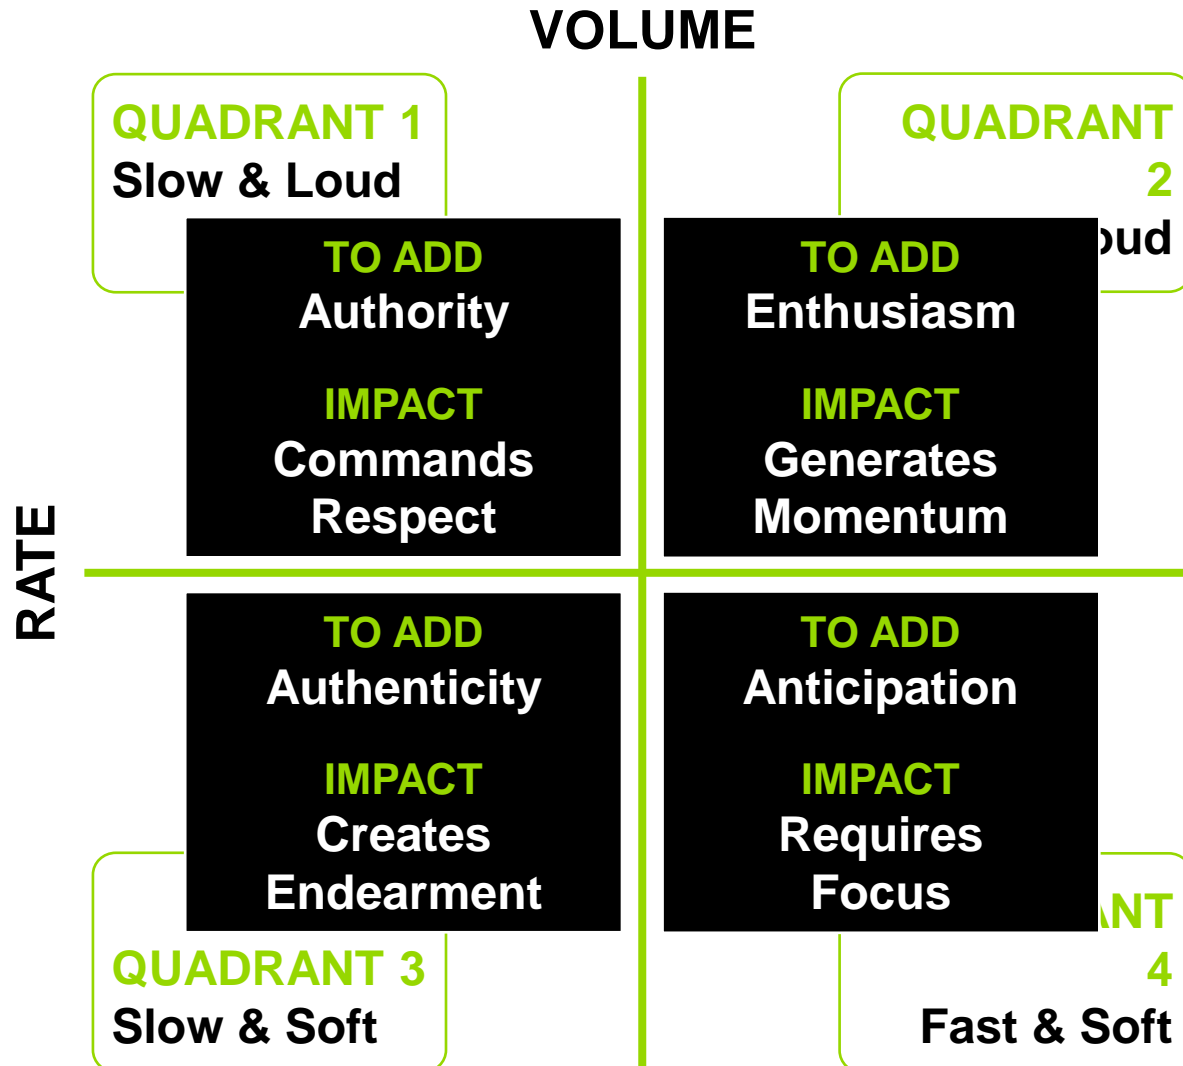 VOLUME
QUADRANT 1
Slow & Loud
QUADRANT
2
TO ADD
Authority
IMPACT
Commands
Respect
TO ADD
Enthusiasm
IMPACT
Generates
Momentum
RATE
TO ADD
Authenticity
IMPACT
Creates
Endearment
TO ADD
Anticipation
IMPACT
Requires
Focus
QUADRANT 3
Slow & Soft
4
Fast & Soft